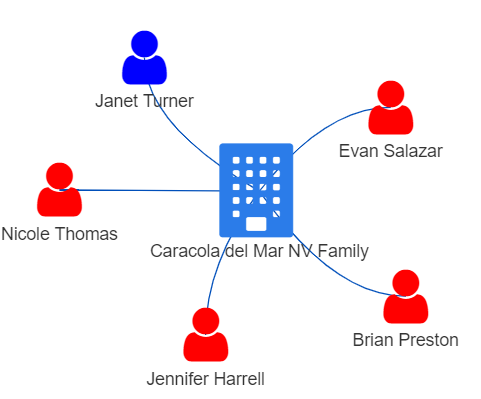 Janet Turner
Evan Salazar
Nicole Thomas
Caracola del Mar NV Family
Brian Preston
Jennifer Harrell